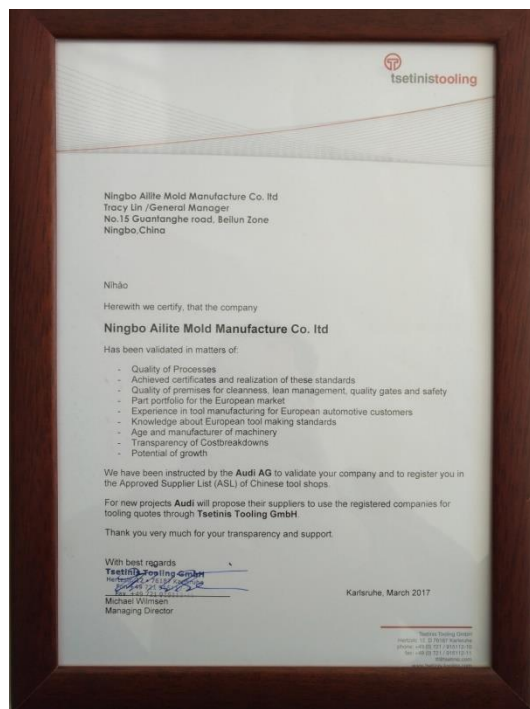 tsetinistooling
Ningbo Ailite Mold Manufacture Co. ltd
Tracy Lin /General Manager
No.15 Guantanghe road, Beilun Zone
Ningbo,China
Nihào
Herewith we certify, that the company
Ningbo Ailite Mold Manufacture Co. ltd
Has been validated in matters of:
- Quality of Processes
- Achieved certificates and realization of these standards
- Quality of premises for cleanness, lean management, quality gates and safety
- Part portfolio for the European market
- Experience in tool manufacturing for European automotive customers
- Knowledge about European tool making standards
- Age and manufacturer of machinery
- Transparency of Costbreakdowns
- Potential of growth
We have been instructed by the Audi AG to validate your company and to register you in
the Approved Supplier List (ASL) of Chinese tool shops.
For new projects Audi will propose their suppliers to use the registered companies for
tooling quotes through Tsetinis Tooling GmbH.
Thank you very much for your transparency and support.
With best regards
Tsetinis Tooling GmbH
Michael Wilmsen
Managing Director
Karlsruhe, March 2017
Tsetinis Tooling GmbH